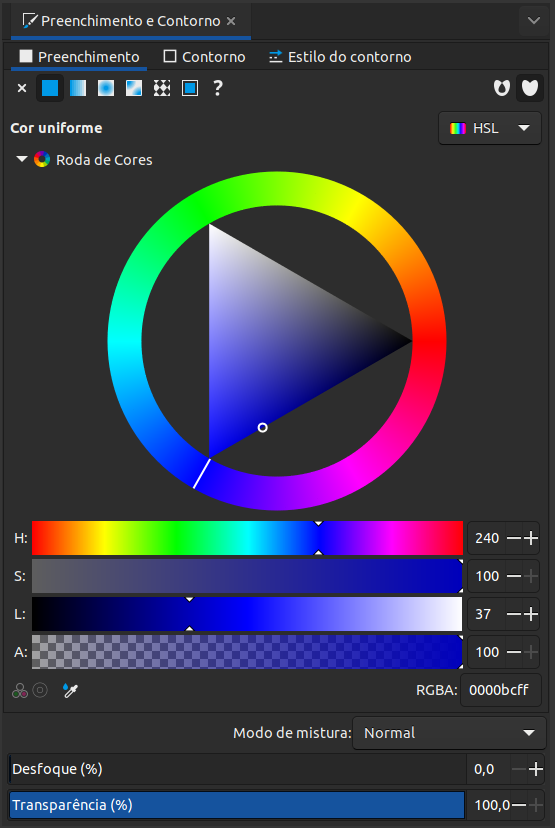 Preenchimento e Contorno ×
Preenchimento Contorno Estilo do contorno
?
Cor uniforme HSL
Roda de Cores
H: 240
S: 100
L: 37
A: 100
RGBA: 0000bcff
Modo de mistura: Normal
Desfoque (%) 0,0
Transparência (%) 100,0